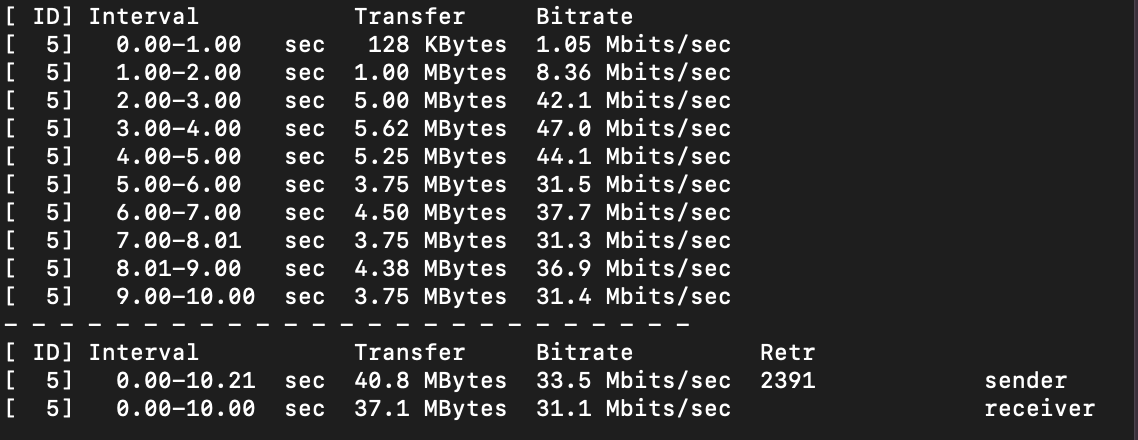 [ ID] Interval           Transfer     Bitrate
[  5]   0.00-1.00   sec   128 KBytes  1.05 Mbits/sec
[  5]   1.00-2.00   sec  1.00 MBytes  8.36 Mbits/sec
[  5]   2.00-3.00   sec  5.00 MBytes  42.1 Mbits/sec
[  5]   3.00-4.00   sec  5.62 MBytes  47.0 Mbits/sec
[  5]   4.00-5.00   sec  5.25 MBytes  44.1 Mbits/sec
[  5]   5.00-6.00   sec  3.75 MBytes  31.5 Mbits/sec
[  5]   6.00-7.00   sec  4.50 MBytes  37.7 Mbits/sec
[  5]   7.00-8.01   sec  3.75 MBytes  31.3 Mbits/sec
[  5]   8.01-9.00   sec  4.38 MBytes  36.9 Mbits/sec
[  5]   9.00-10.00  sec  3.75 MBytes  31.4 Mbits/sec
- - - - - - - - - - - - - - - - - - - - - - - - -
[ ID] Interval           Transfer     Bitrate         Retr
[  5]   0.00-10.21  sec  40.8 MBytes  33.5 Mbits/sec  2391            sender
[  5]   0.00-10.00  sec  37.1 MBytes  31.1 Mbits/sec                  receiver